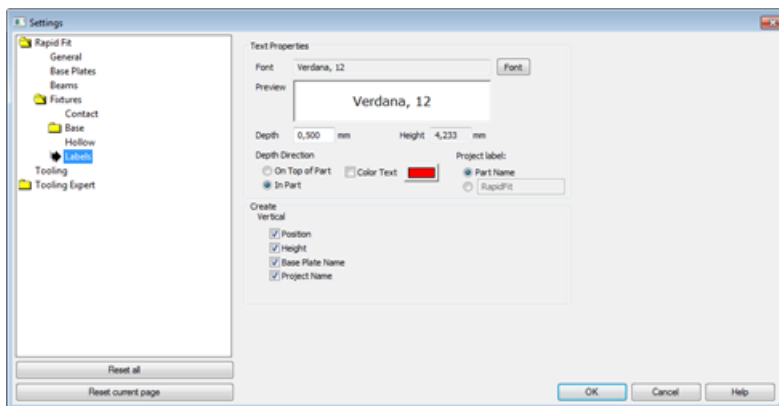 Settings
Rapid Fit
General
Base Plates
Beams
Fixtures
Contact
Base
Hollow
Labels
Tooling
Tooling Expert
Reset all
Reset current page
Text Properties
Font Verdana, 12 Font
Preview Verdana, 12
Depth 0,500 mm Height 4,233 mm
Depth Direction Project label:
On Top of Part Color Text Part Name
In Part RapidFit
Create
Vertical
Position
Height
Base Plate Name
Project Name
OK Cancel Help